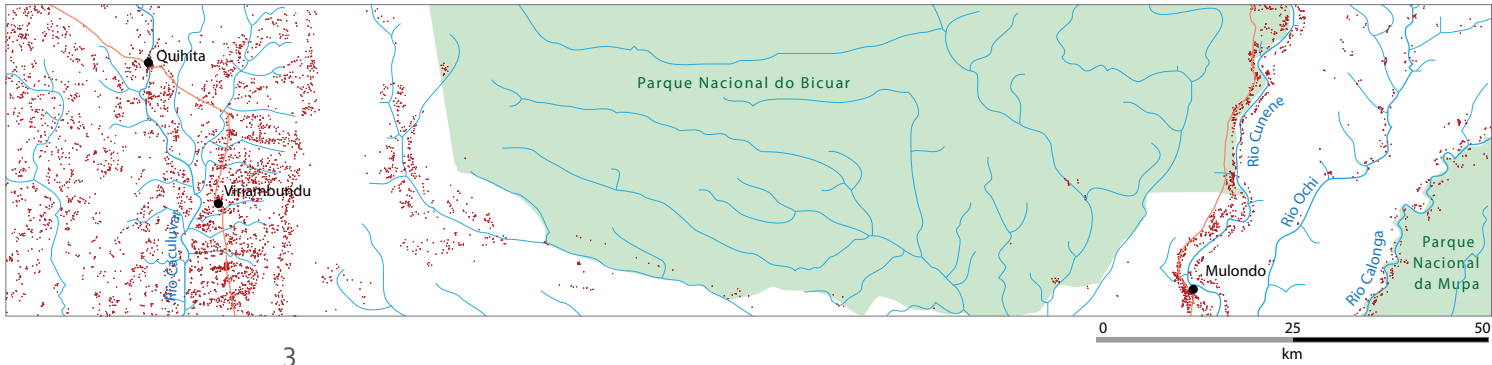 Quihita
Parque Nacional do Bicuar
Rio Cunene
Viriambundu
Rio Ochi
Rio Caculuvar
Rio Calonga
Parque
Nacional
da Mupa
Mulondo
0 25 50
km
3